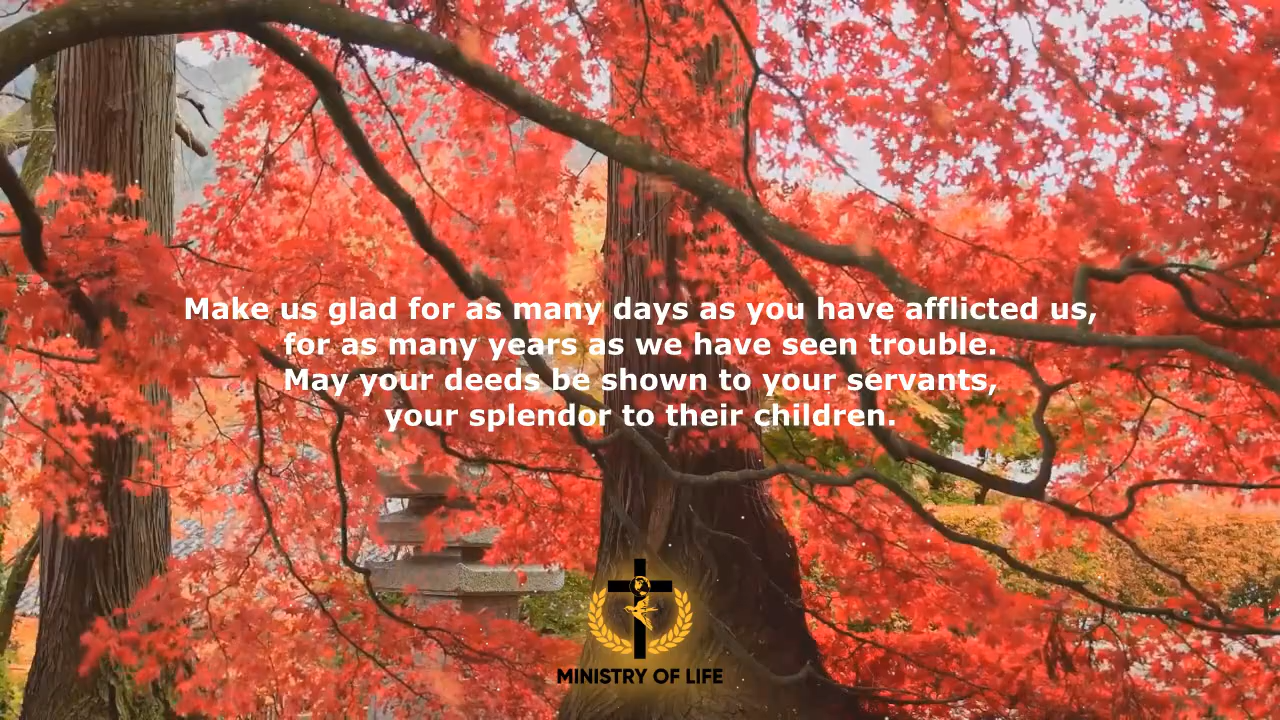 Make us glad for as many days as you have afflicted us,
for as many years as we have seen trouble.
May your deeds be shown to your servants,
your splendor to their children.
MINISTRY OF LIFE